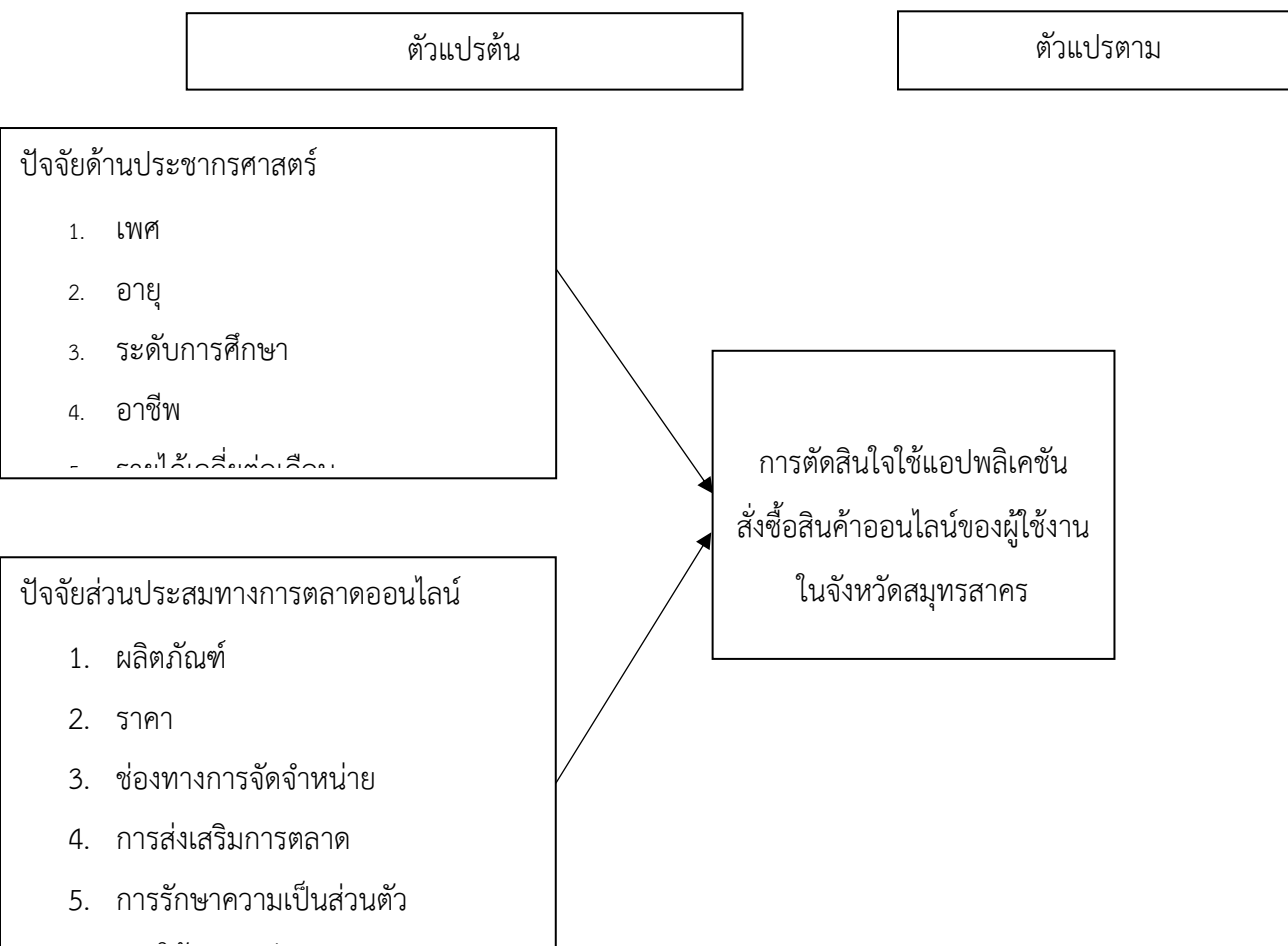 ตัวแปรต้น
ตัวแปรตาม
ปัจจัยด้านประชากรศาสตร์
1. เพศ
2. อายุ
3. ระดับการศึกษา
4. อาชีพ
ปัจจัยส่วนประสมทางการตลาดออนไลน์
1. ผลิตภัณฑ์
2. ราคา
3. ช่องทางการจัดจำหน่าย
4. การส่งเสริมการตลาด
5. การรักษาความเป็นส่วนตัว
การตัดสินใจใช้แอปพลิเคชัน
สั่งซื้อสินค้าออนไลน์ของผู้ใช้งาน
ในจังหวัดสมุทรสาคร